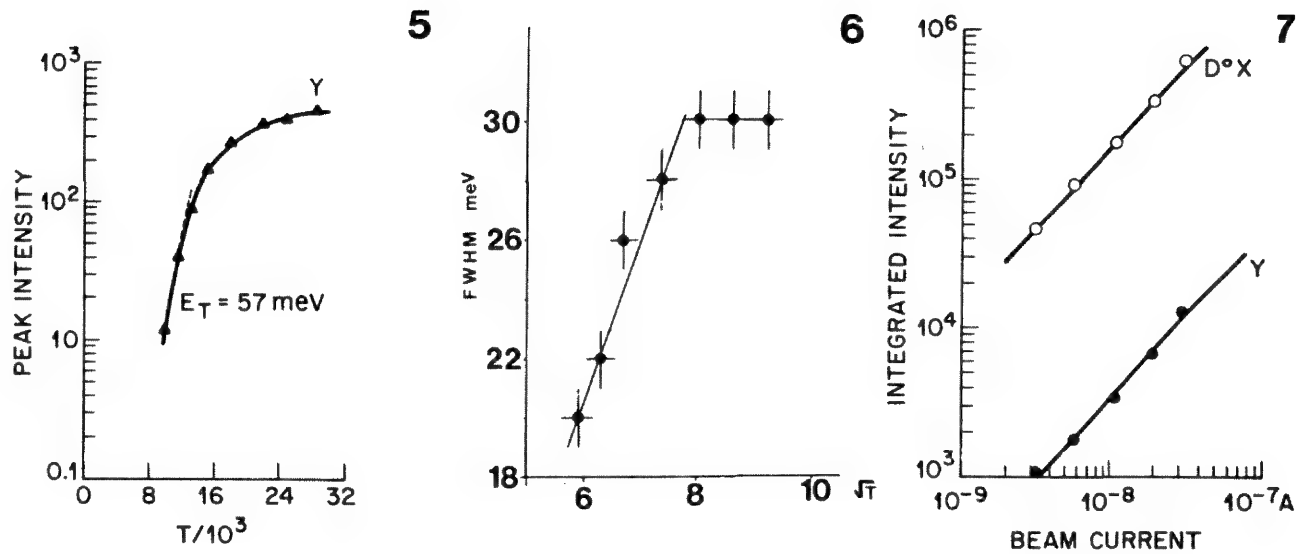 5
10³
10²
10
0.1
PEAK INTENSITY
Y
E_T = 57 meV
0 8 16 24 32
T/10³
6
30
26
22
18
FWHM meV
6 8 10 √T
7
10⁶
10⁵
10⁴
10³
INTEGRATED INTENSITY
D°X
Y
10⁻⁹ 10⁻⁸ 10⁻⁷A
BEAM CURRENT